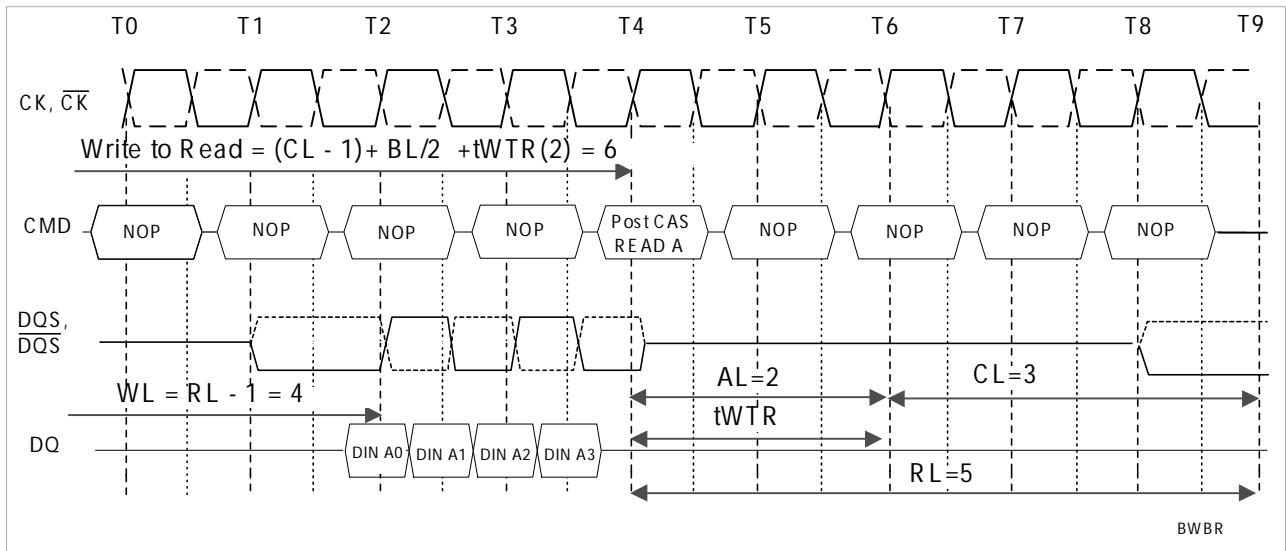 T0 T1 T2 T3 T4 T5 T6 T7 T8 T9
CK, CK
Write to Read = (CL - 1)+ BL/2 +tWTR(2) = 6
CMD NOP NOP NOP NOP Post CAS READ A NOP NOP NOP NOP
DQS,
DQS
AL=2 CL=3
WL = RL - 1 = 4
tWTR
DQ DIN A0 DIN A1 DIN A2 DIN A3
RL=5
BWBR